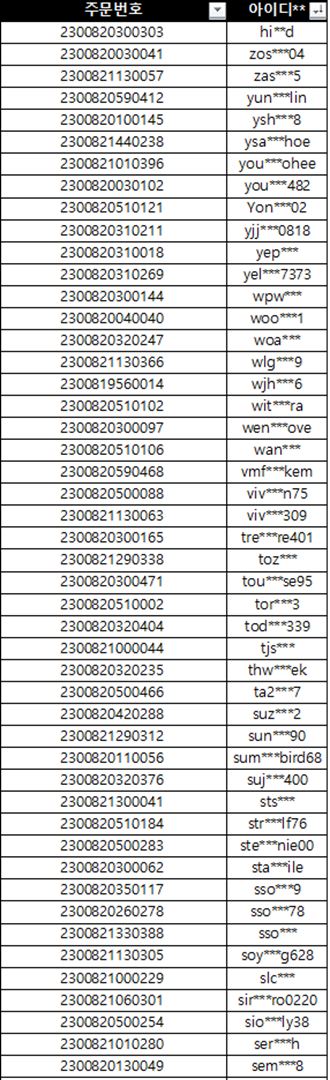 주문번호 아이디**
2300820300303 hi**d
2300820030041 zos***04
2300821130057 zas***5
2300820590412 yun***lin
2300820100145 ysh***8
2300821440238 ysa***hoe
2300821010396 you***ohee
2300820030102 you***482
2300820510121 Yon***02
2300820310211 yjj***0818
2300820310018 yep***
2300820310269 yel***7373
2300820300144 wpw***
2300820040040 woo***1
2300820320247 woa***
2300821130366 wlg***9
2300819560014 wjh***6
2300820510102 wit***ra
2300820300097 wen***ove
2300820510106 wan***
2300820590468 vmf***kem
2300820500088 viv***n75
2300821130063 viv***309
2300820300165 tre***re401
2300821290338 toz***
2300820300471 tou***se95
2300820510002 tor***3
2300820320404 tod***339
2300821000044 tjs***
2300820320235 thw***ek
2300820500466 ta2***7
2300820420288 suz***2
2300821290312 sun***90
2300820110056 sum***bird68
2300820320376 suj***400
2300821300041 sts***
2300820510184 str***lf76
2300820500283 ste***nie00
2300820300062 sta***ile
2300820350117 sso***9
2300820260278 sso***78
2300821330388 sso***
2300821130305 soy***g628
2300821000229 slc***
2300821060301 sir***ro0220
2300820500254 sio***ly38
2300821010280 ser***h
2300820130049 sem***8